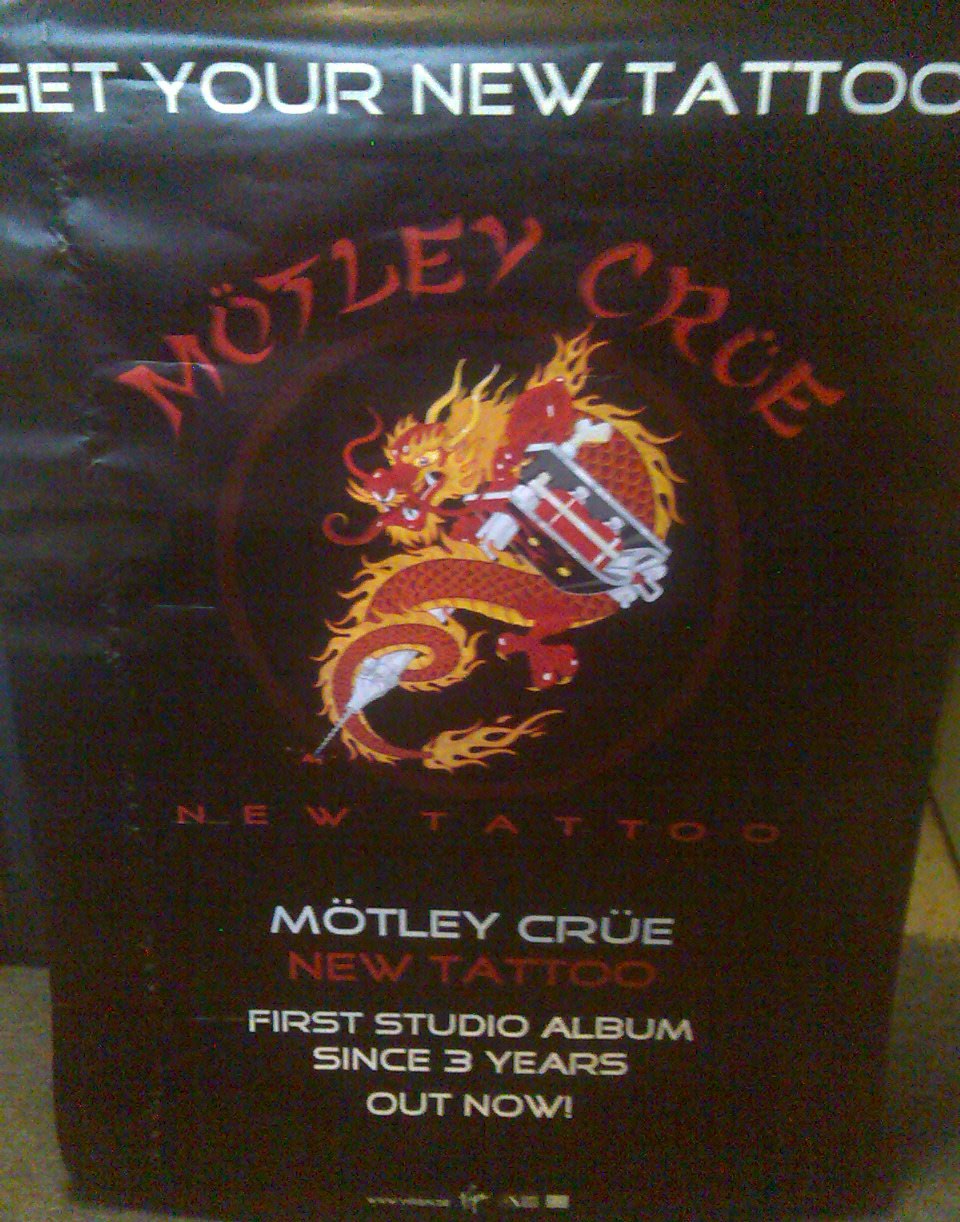 GET YOUR NEW TATTOO
MÖTLEY CRÜE
NEW TATTOO
MÖTLEY CRÜE
NEW TATTOO
FIRST STUDIO ALBUM
SINCE 3 YEARS
OUT NOW!